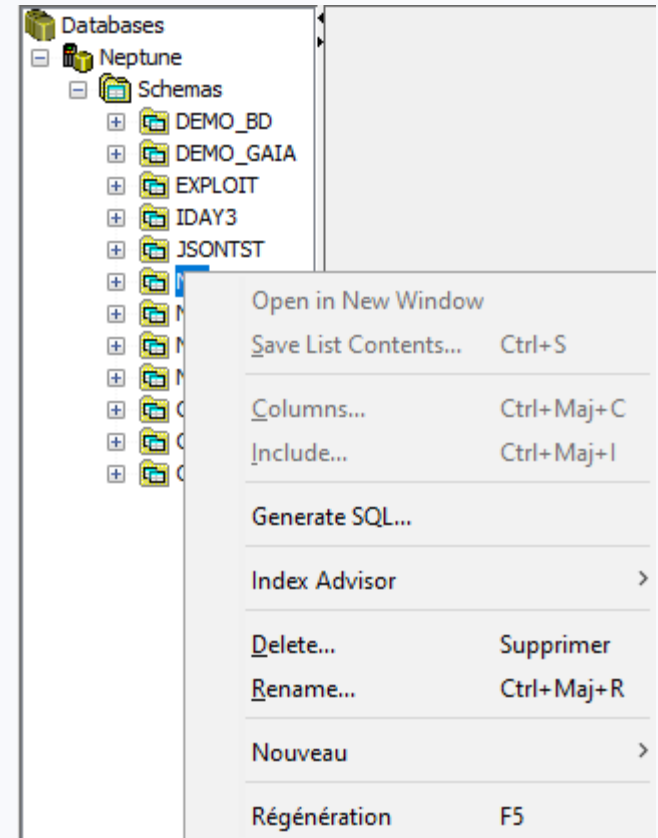 Databases
Neptune
Schemas
DEMO_BD
DEMO_GAIA
EXPLOIT
IDAY3
JSONTST
Open in New Window
Save List Contents... Ctrl+S
Columns... Ctrl+Maj+C
Include... Ctrl+Maj+I
Generate SQL...
Index Advisor
Delete... Supprimer
Rename... Ctrl+Maj+R
Nouveau
Régénération F5